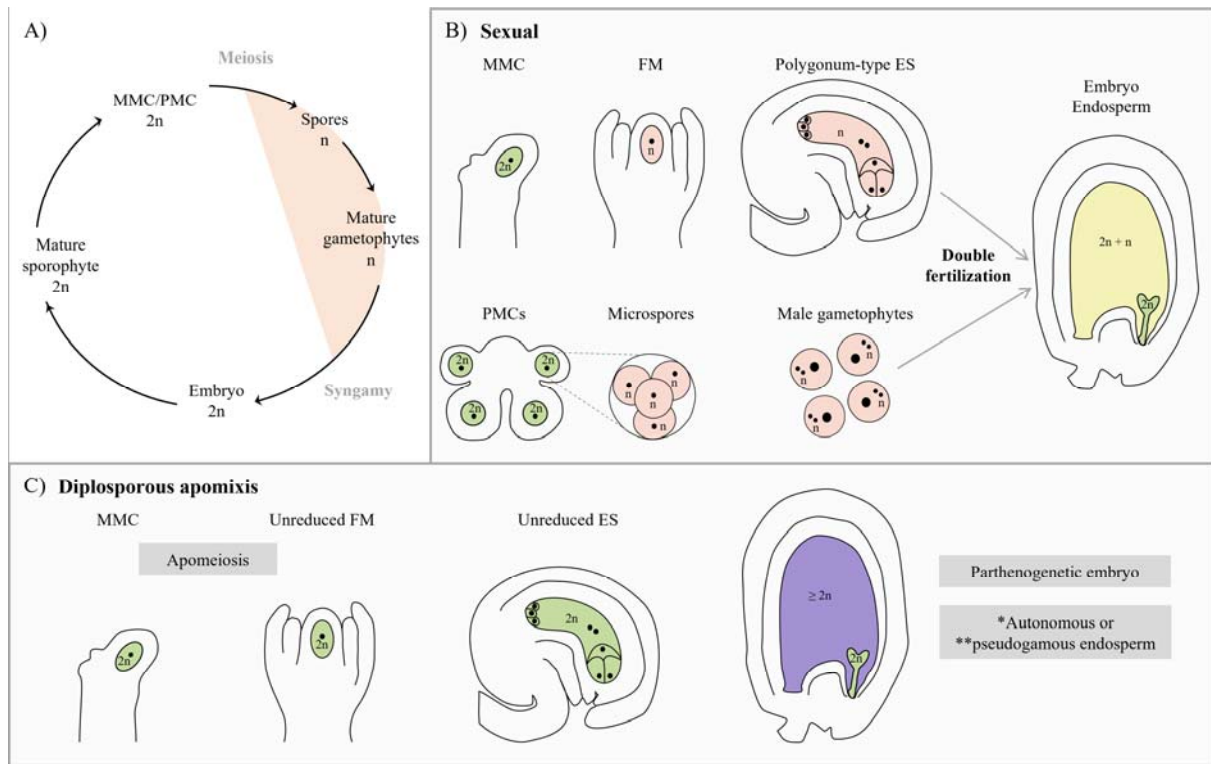 A)
Meiosis
MMC/PMC
2n
Spores
n
Mature
gametophytes
n
Syngamy
Embryo
2n
Mature
sporophyte
2n
B) Sexual
MMC
FM
Polygonum-type ES
2n
n
n
Embryo
Endosperm
2n + n
2n
Double
fertilization
PMCs
Microspores
Male gametophytes
2n
2n
2n
2n
n
n
n
n
n
n
n
n
C) Diplosporous apomixis
MMC
Unreduced FM
Unreduced ES
Apomeiosis
2n
2n
2n
≥ 2n
2n
Parthenogenetic embryo
*Autonomous or
**pseudogamous endosperm